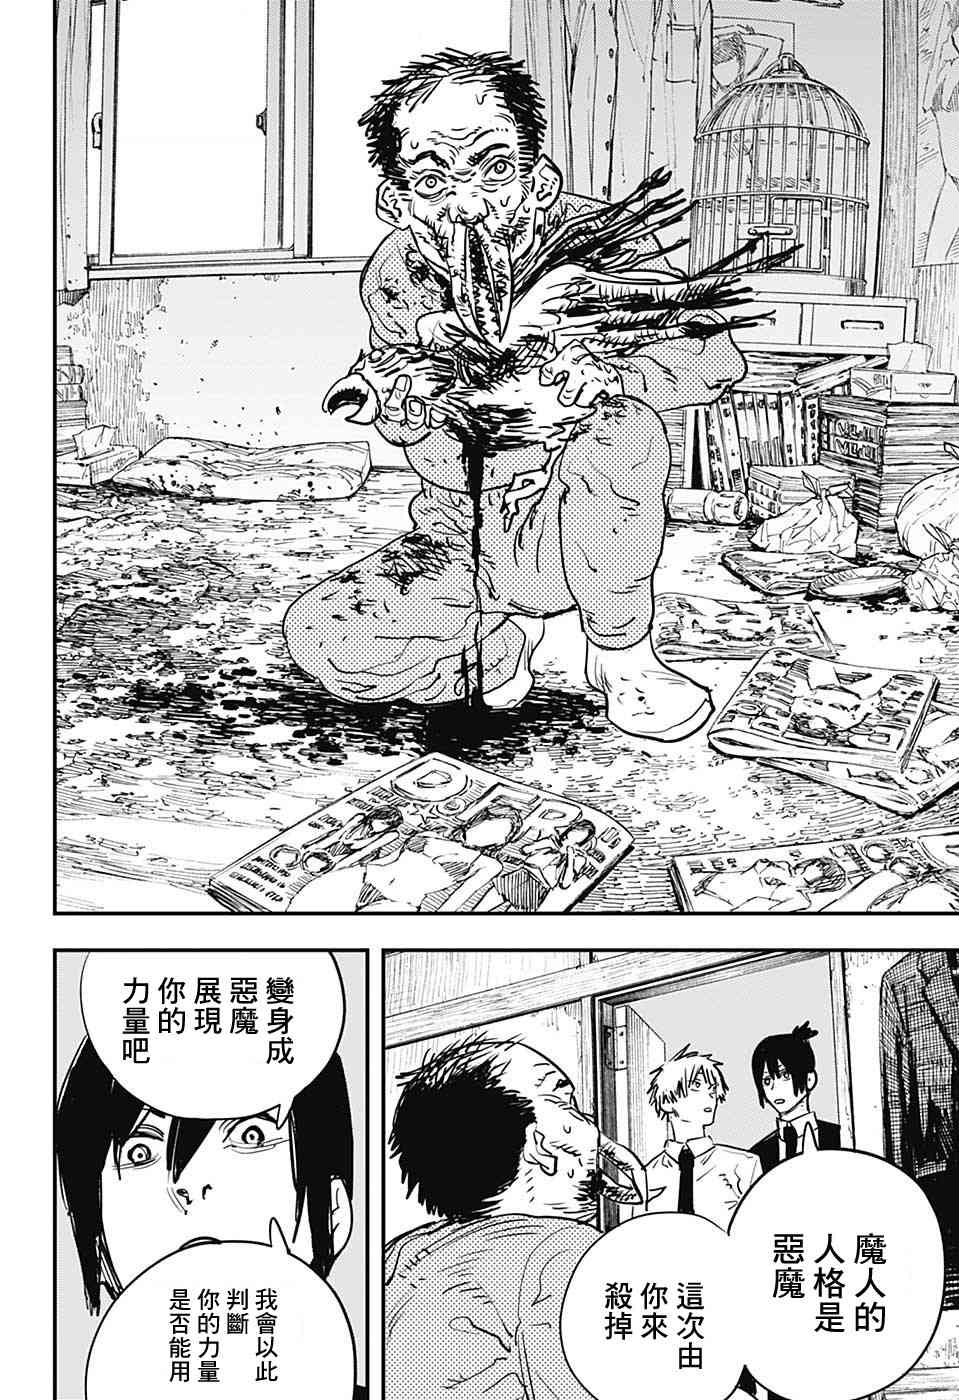 魔人的
人格是
惡魔
這次由
你來
殺掉
變身成
惡魔
展現
你的
力量吧
我會以此
判斷
你的力量
是否能用